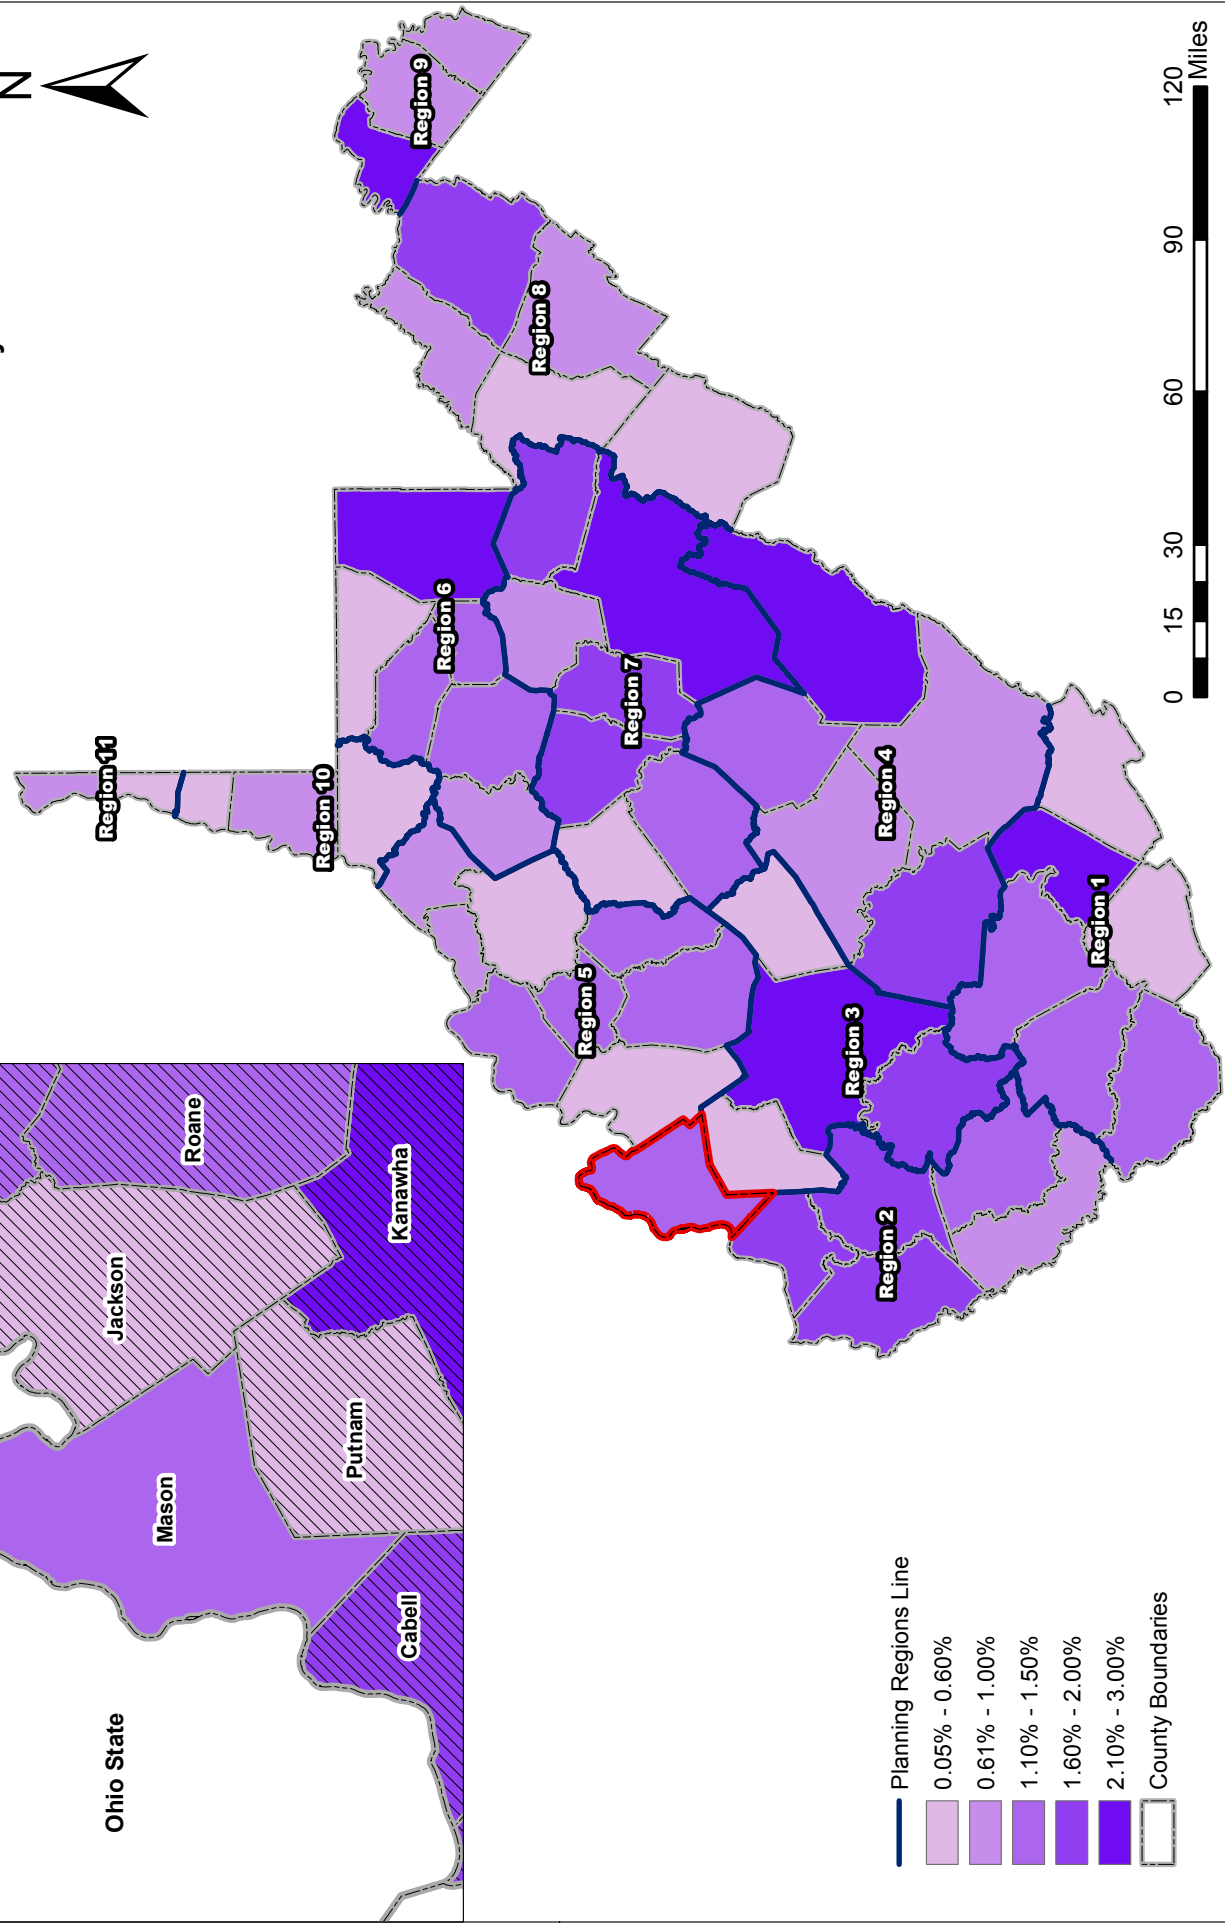 N
Roane
Jackson
Kanawha
Mason
Putnam
Cabell
Ohio State
Region 9
Region 8
Region 6
Region 11
Region 10
Region 7
Region 4
Region 5
Region 3
Region 1
Region 2
0 15 30 60 90 120
Miles
Planning Regions Line
0.05% - 0.60%
0.61% - 1.00%
1.10% - 1.50%
1.60% - 2.00%
2.10% - 3.00%
County Boundaries